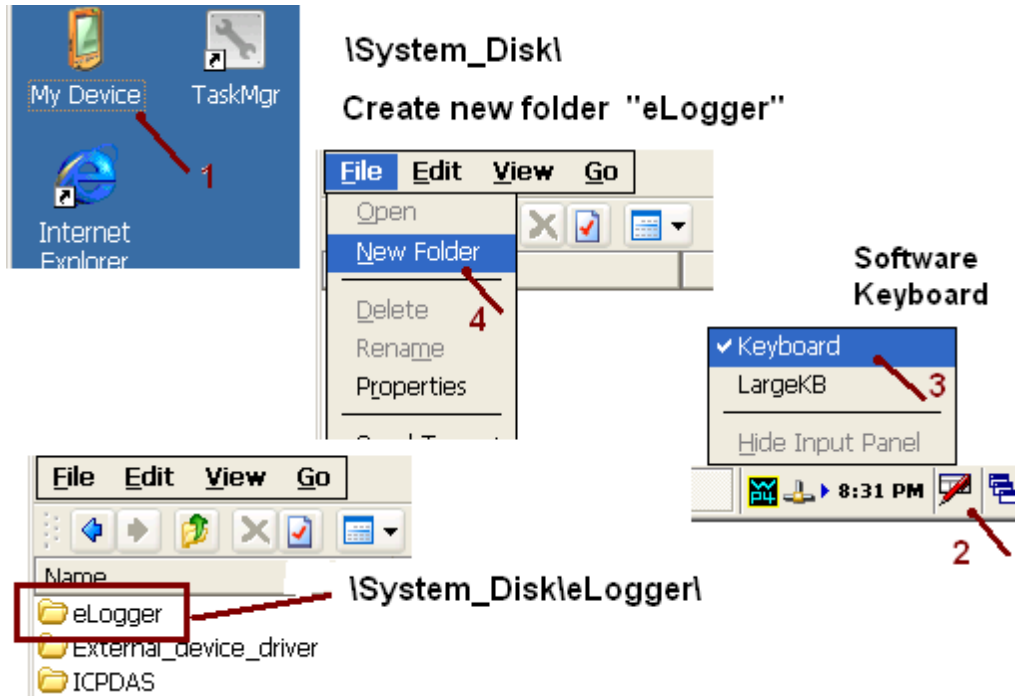 My Device TaskMgr
1
Internet
Explorer
\System_Disk\
Create new folder "eLogger"
File Edit View Go
Open
New Folder
4
Delete
Rename
Properties
Software
Keyboard
Keyboard
3
LargeKB
Hide Input Panel
P4 8:31 PM
2
File Edit View Go
Name
eLogger
\System_Disk\eLogger\
External_device_driver
ICPDAS